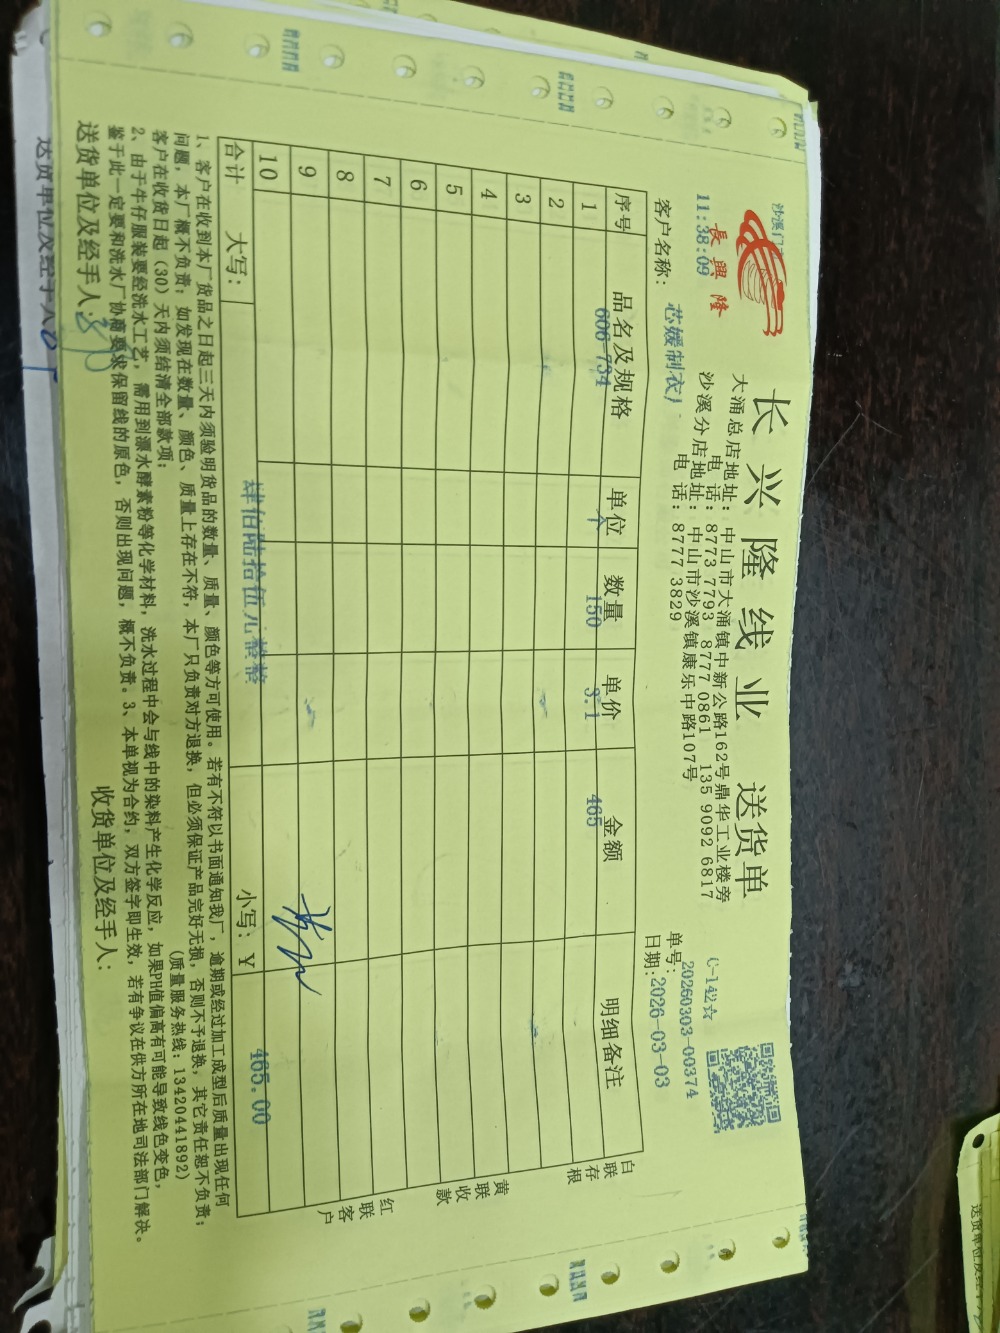 长兴隆线业 送货单
長興隆
11:38:09
大涌总店地址: 中山市大涌镇中新公路162号鼎华工业楼旁
电 话: 8773 7793 8777 0861 135 9092 6817
沙溪分店地址: 中山市沙溪镇康乐中路107号
电 话: 8777 3829
单号: 20260303-00374
客户名称: 芯媛制衣厂 日期: 2026-03-03
序号 品名及规格 单位 数量 单价 金额 明细备注
1 606-734 个 150 3.1 465
2
3
4
5
6
7
8
9
10
合计 大写: 肆佰陆拾伍元整 小写: Y 465.00
白联存根
黄联收款
红联客户
1、客户在收到本厂货品之日起三天内须验明货品的数量、质量、颜色等方可使用。若有不符以书面通知我厂，逾期或经过加工成型后质量出现任何
问题，本厂概不负责；如发现在数量、颜色、质量上存在不符，本厂只负责对方退换，但必须保证产品完好无损，否则不予退换，其它责任恕不负责；
客户在收货日起（30）天内须结清全部款项； (质量服务热线: 13420441892)
2、由于牛仔服装要经洗水工艺，需用到漂水酵素粉等化学材料，洗水过程中会与线中的染料产生化学反应，如果PH值偏高有可能导致线色变色，
鉴于此一定要和洗水厂协商要求保留线的原色，否则出现问题，概不负责。3、本单视为合约，双方签字即生效，若有争议在供方所在地司法部门解决。
送货单位及经手人: 收货单位及经手人:
送货单位及经手人